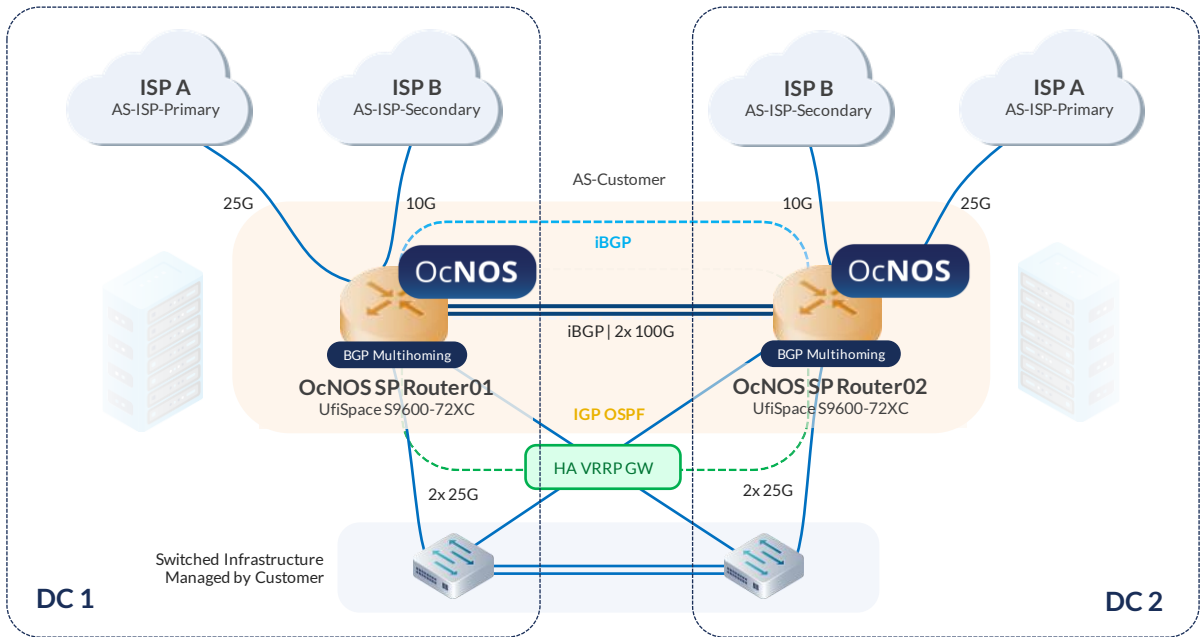 ISP A
AS-ISP-Primary
ISP B
AS-ISP-Secondary
ISP B
AS-ISP-Secondary
ISP A
AS-ISP-Primary
AS-Customer
25G
10G
10G
25G
iBGP
OcNOS
OcNOS
iBGP | 2x 100G
BGP Multihoming
BGP Multihoming
OcNOS SP Router01
UfiSpace S9600-72XC
OcNOS SP Router02
UfiSpace S9600-72XC
IGP OSPF
HA VRRP GW
2x 25G
2x 25G
Switched Infrastructure
Managed by Customer
DC 1
DC 2